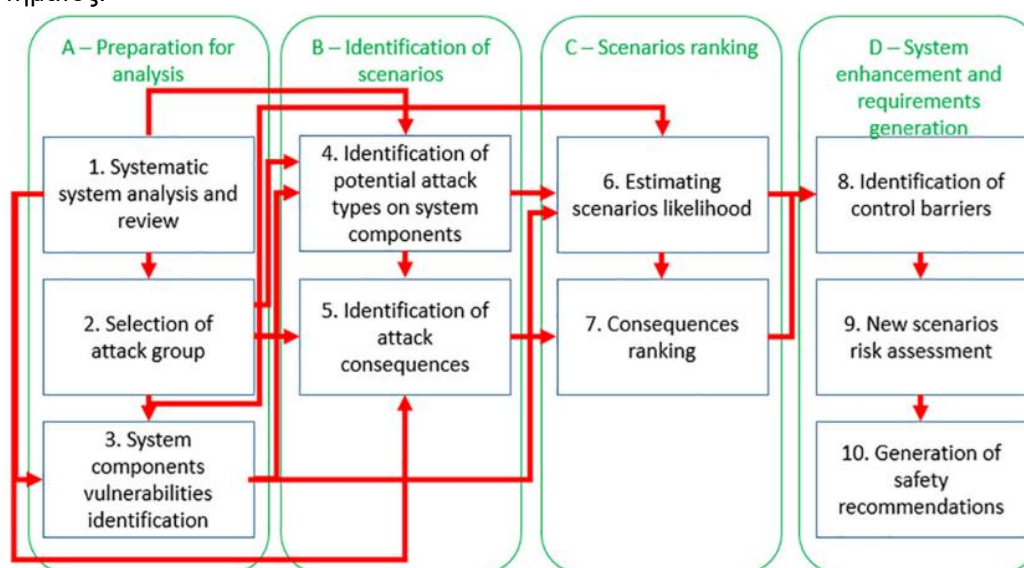 A – Preparation for
analysis
1. Systematic
system analysis and
review
2. Selection of
attack group
3. System
components
vulnerabilities
identification
B – Identification of
scenarios
4. Identification of
potential attack
types on system
components
5. Identification of
attack
consequences
C – Scenarios ranking
6. Estimating
scenarios likelihood
7. Consequences
ranking
D – System
enhancement and
requirements
generation
8. Identification of
control barriers
9. New scenarios
risk assessment
10. Generation of
safety
recommendations